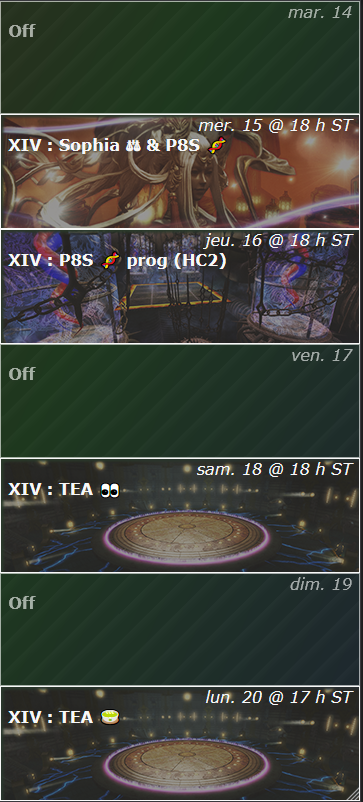 mar. 14
Off
mer. 15 @ 18 h ST
XIV : Sophia ⚖ & P8S 🐦‍🔥
jeu. 16 @ 18 h ST
XIV : P8S 🐦‍🔥 prog (HC2)
ven. 17
Off
sam. 18 @ 18 h ST
XIV : TEA 👀
dim. 19
Off
lun. 20 @ 17 h ST
XIV : TEA 🍵